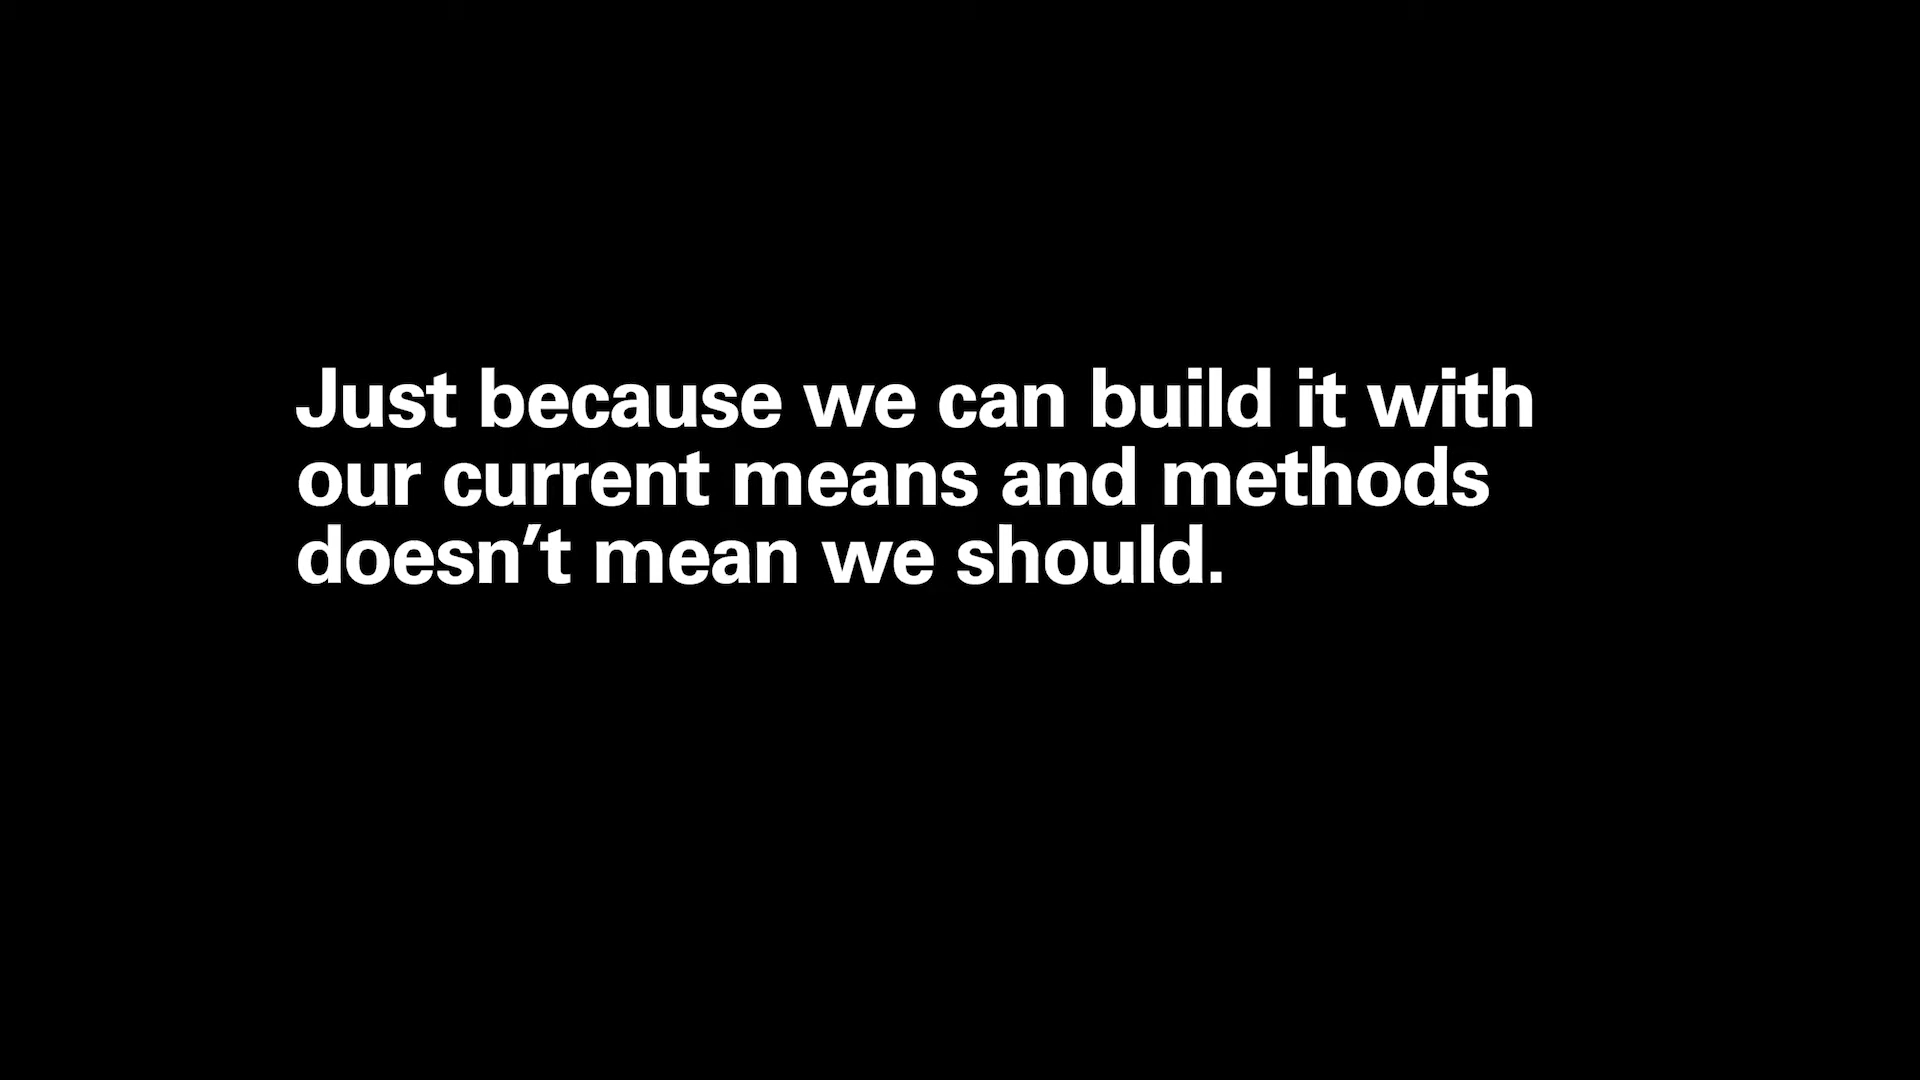 Just because we can build it with
our current means and methods
doesn’t mean we should.